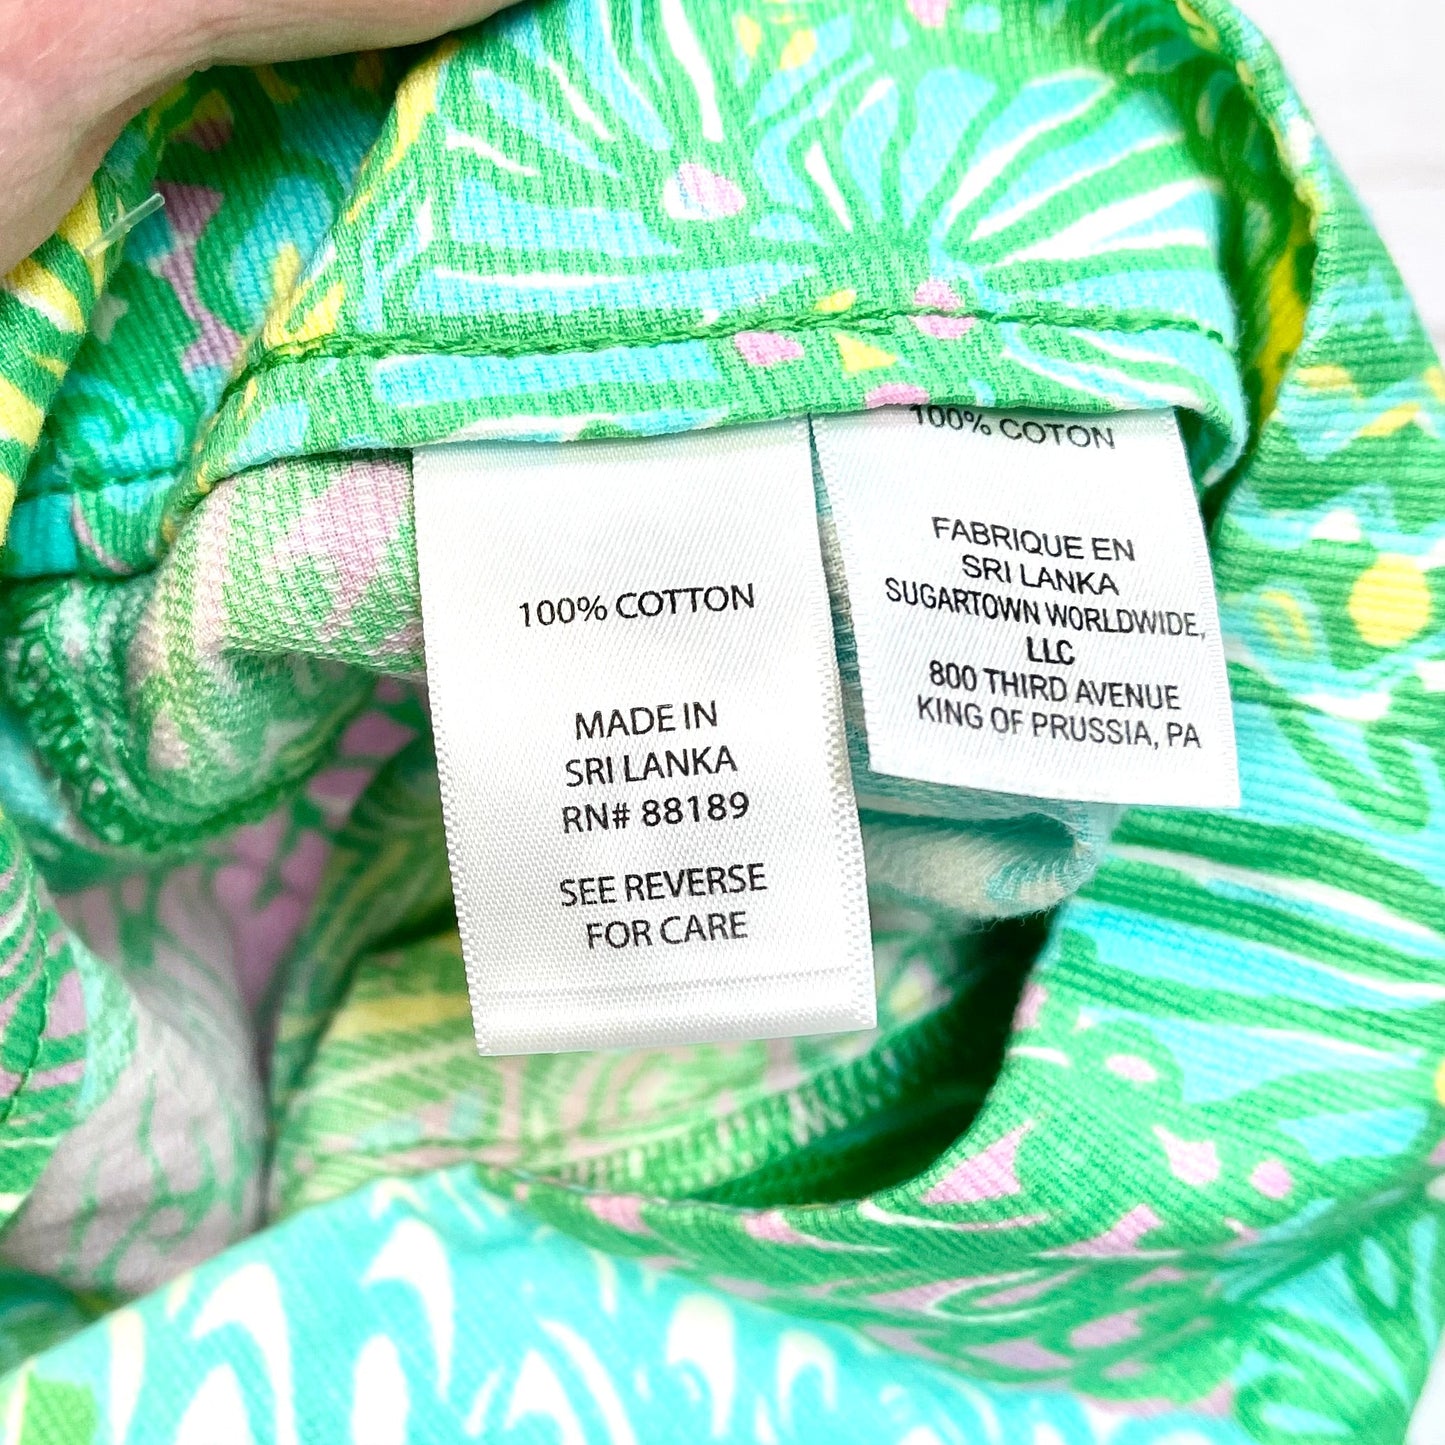 100% COTTON
MADE IN
SRI LANKA
RN# 88189
SEE REVERSE
FOR CARE
100% COTON
FABRIQUE EN
SRI LANKA
SUGARTOWN WORLDWIDE,
LLC
800 THIRD AVENUE
KING OF PRUSSIA, PA